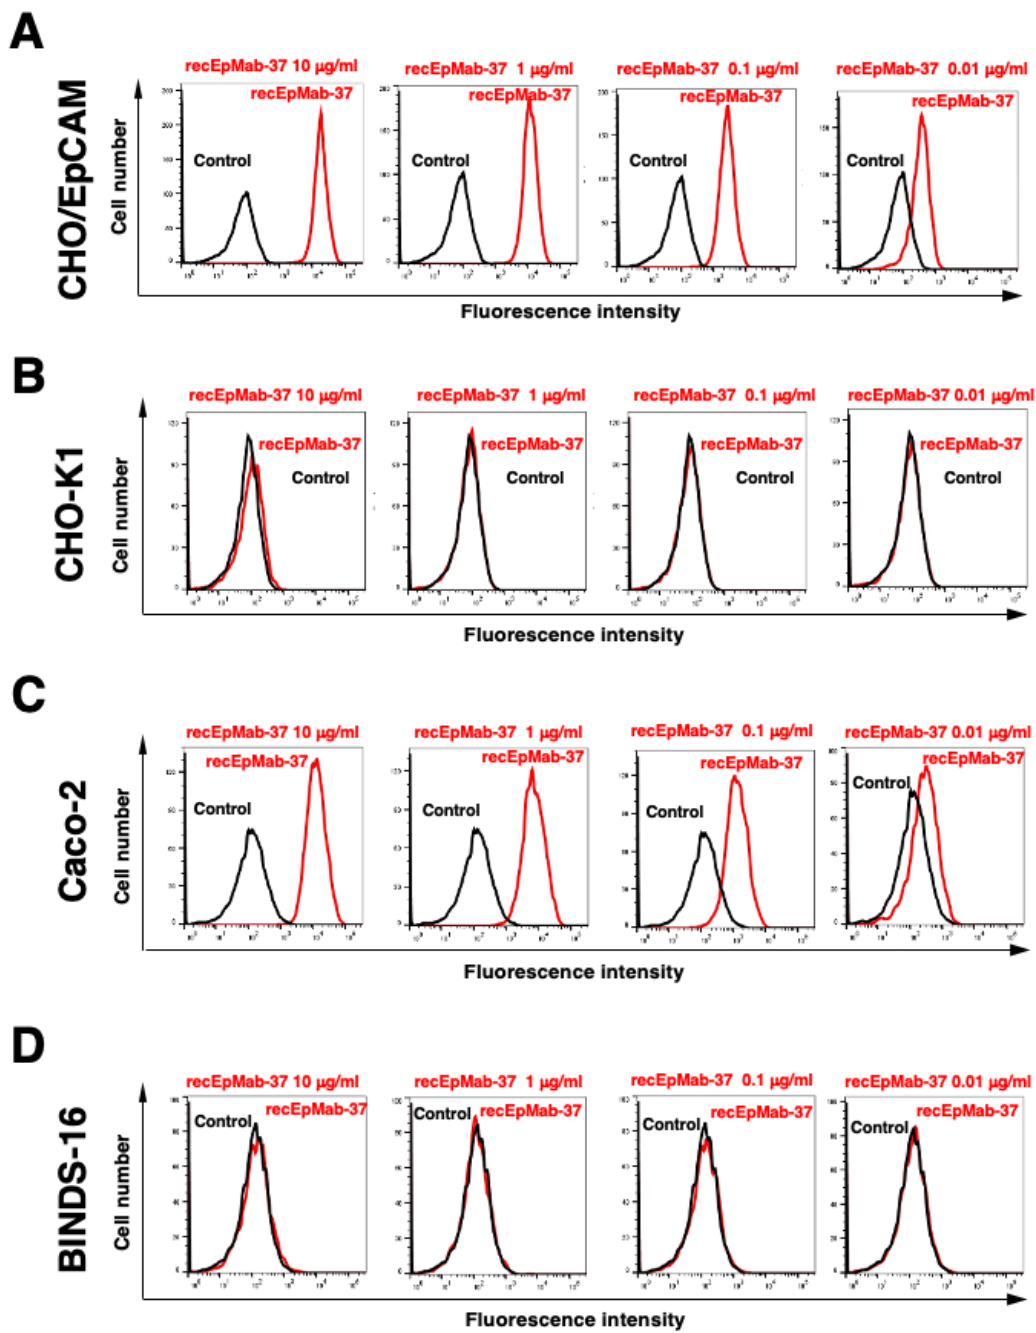 A
CHO/EpCAM
Cell number
recEpMab-37 10 μg/ml
recEpMab-37
Control
recEpMab-37 1 μg/ml
recEpMab-37
Control
recEpMab-37 0.1 μg/ml
recEpMab-37
Control
recEpMab-37 0.01 μg/ml
recEpMab-37
Control
Fluorescence intensity
B
CHO-K1
Cell number
recEpMab-37 10 μg/ml
recEpMab-37
Control
recEpMab-37 1 μg/ml
recEpMab-37
Control
recEpMab-37 0.1 μg/ml
recEpMab-37
Control
recEpMab-37 0.01 μg/ml
recEpMab-37
Control
Fluorescence intensity
C
Caco-2
Cell number
recEpMab-37 10 μg/ml
recEpMab-37
Control
recEpMab-37 1 μg/ml
recEpMab-37
Control
recEpMab-37 0.1 μg/ml
recEpMab-37
Control
recEpMab-37 0.01 μg/ml
recEpMab-37
Control
Fluorescence intensity
D
BINDS-16
Cell number
recEpMab-37 10 μg/ml
recEpMab-37
Control
recEpMab-37 1 μg/ml
recEpMab-37
Control
recEpMab-37 0.1 μg/ml
recEpMab-37
Control
recEpMab-37 0.01 μg/ml
recEpMab-37
Control
Fluorescence intensity